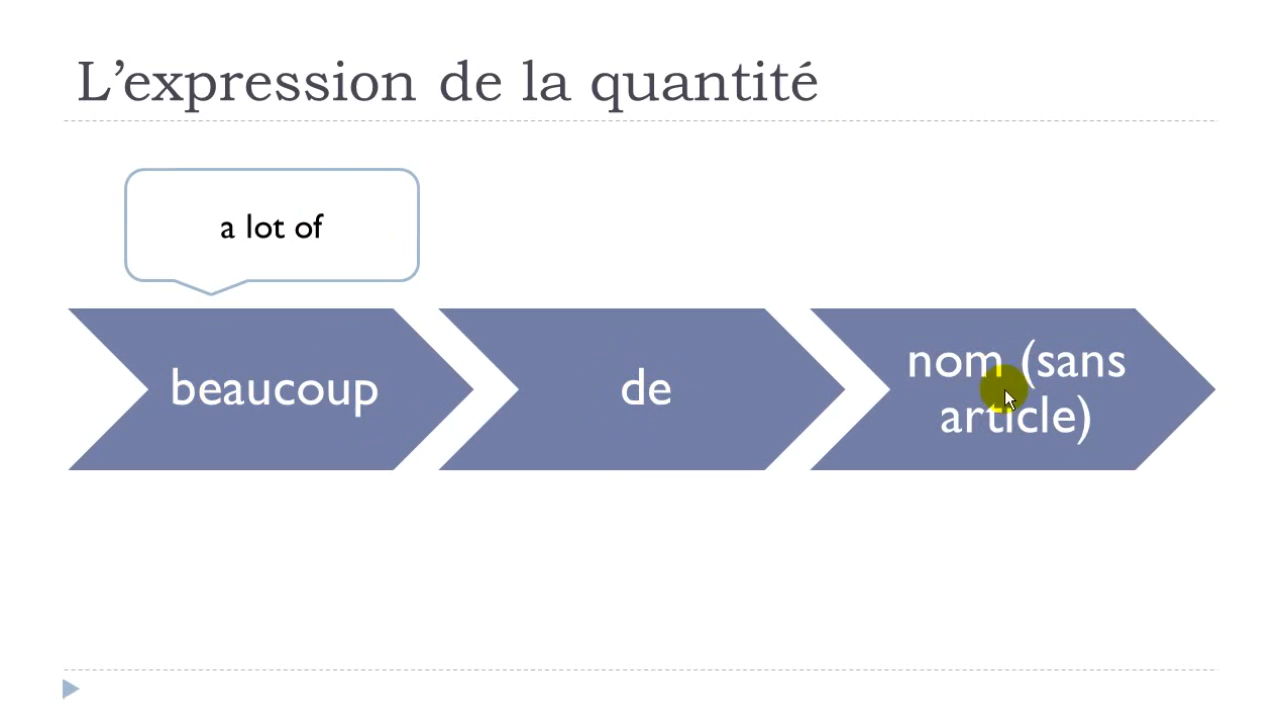 L’expression de la quantité
a lot of
beaucoup
de
nom (sans
article)